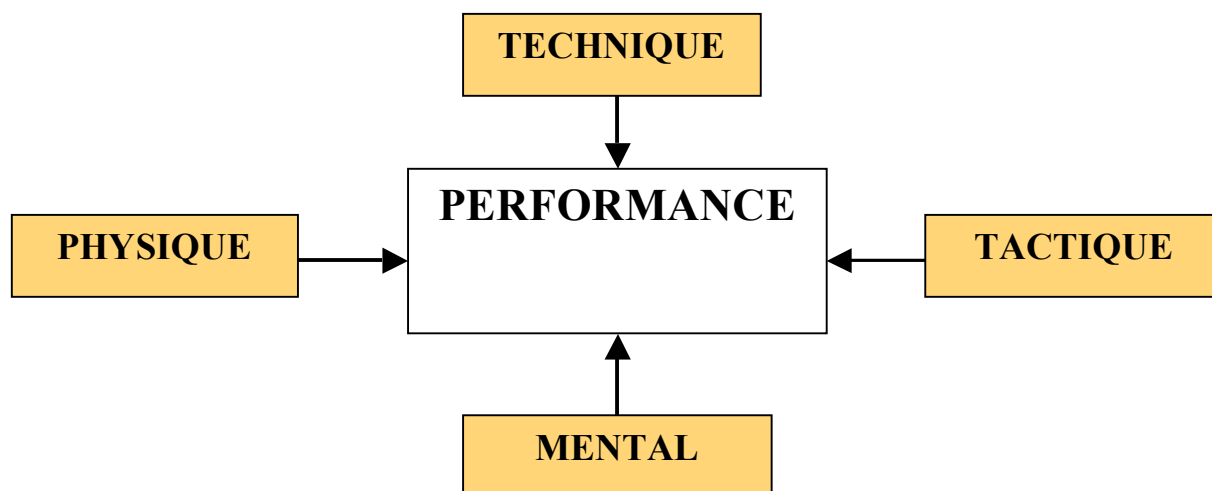 TECHNIQUE
PERFORMANCE
PHYSIQUE
TACTIQUE
MENTAL